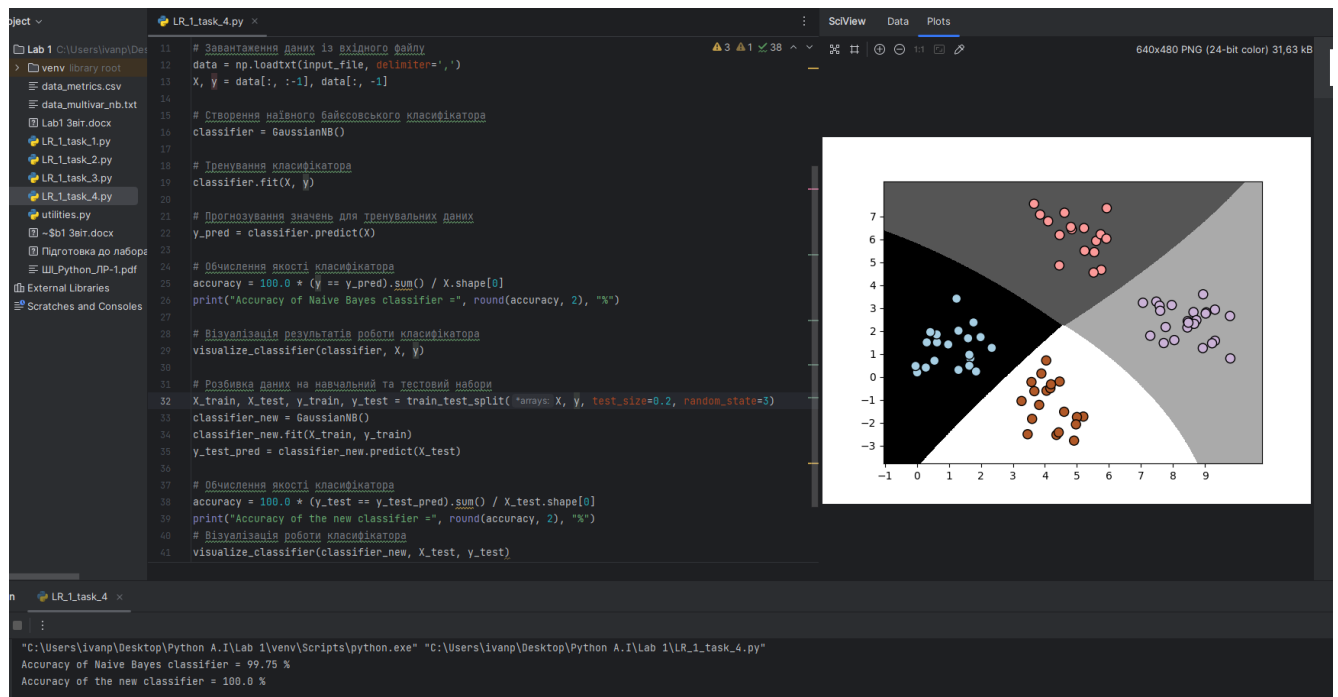 oject
LR_1_task_4.py
SciView Data Plots
Lab 1 C:\Users\ivanp\Des
venv library root
data_metrics.csv
data_multivar_nb.txt
Lab1 Звіт.docx
LR_1_task_1.py
LR_1_task_2.py
LR_1_task_3.py
LR_1_task_4.py
utilities.py
~$b1 Звіт.docx
Підготовка до лабора
ШІ_Python_ЛР-1.pdf
External Libraries
Scratches and Consoles
3 1 38
11 # Завантаження даних із вхідного файлу
12 data = np.loadtxt(input_file, delimiter=',')
13 X, y = data[:, :-1], data[:, -1]
14
15 # Створення наївного байєсовського класифікатора
16 classifier = GaussianNB()
17
18 # Тренування класифікатора
19 classifier.fit(X, y)
20
21 # Прогнозування значень для тренувальних даних
22 y_pred = classifier.predict(X)
23
24 # Обчислення якості класифікатора
25 accuracy = 100.0 * (y == y_pred).sum() / X.shape[0]
26 print("Accuracy of Naive Bayes classifier =", round(accuracy, 2), "%")
27
28 # Візуалізація результатів роботи класифікатора
29 visualize_classifier(classifier, X, y)
30
31 # Розбивка даних на навчальний та тестовий набори
32 X_train, X_test, y_train, y_test = train_test_split( *arrays: X, y, test_size=0.2, random_state=3)
33 classifier_new = GaussianNB()
34 classifier_new.fit(X_train, y_train)
35 y_test_pred = classifier_new.predict(X_test)
36
37 # Обчислення якості класифікатора
38 accuracy = 100.0 * (y_test == y_test_pred).sum() / X_test.shape[0]
39 print("Accuracy of the new classifier =", round(accuracy, 2), "%")
40 # Візуалізація роботи класифікатора
41 visualize_classifier(classifier_new, X_test, y_test)
1:1
640x480 PNG (24-bit color) 31,63 kB
7
6
5
4
3
2
1
0
−1
−2
−3
−1 0 1 2 3 4 5 6 7 8 9
n LR_1_task_4
"C:\Users\ivanp\Desktop\Python A.I\Lab 1\venv\Scripts\python.exe" "C:\Users\ivanp\Desktop\Python A.I\Lab 1\LR_1_task_4.py"
Accuracy of Naive Bayes classifier = 99.75 %
Accuracy of the new classifier = 100.0 %